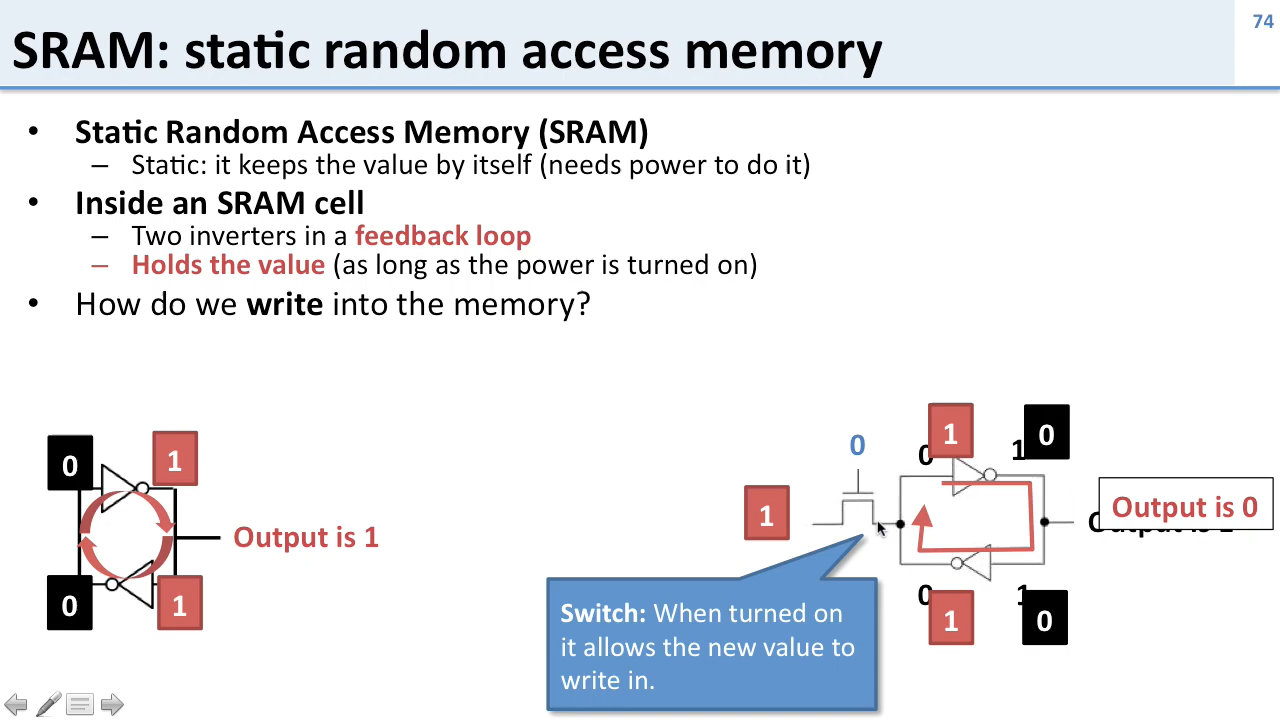 74
SRAM: static random access memory
• Static Random Access Memory (SRAM)
– Static: it keeps the value by itself (needs power to do it)
• Inside an SRAM cell
– Two inverters in a feedback loop
– Holds the value (as long as the power is turned on)
• How do we write into the memory?
0 1
Output is 1
0 1
0
1
0 1 1 0
Output is 0
0 1 1 0
Switch: When turned on
it allows the new value to
write in.